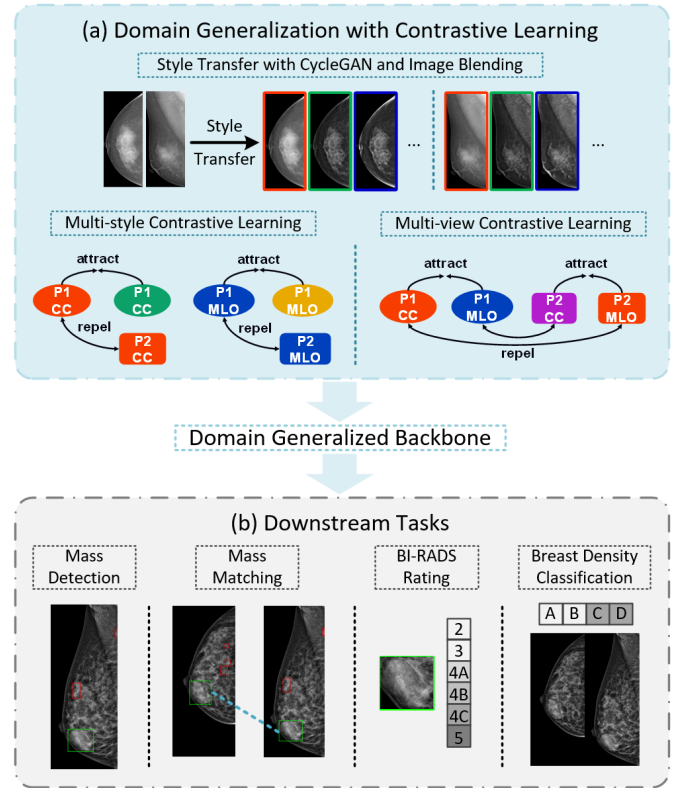 (a) Domain Generalization with Contrastive Learning
Style Transfer with CycleGAN and Image Blending
Style
Transfer
...
...
Multi-style Contrastive Learning
attract
P1
CC
P1
CC
repel
P2
CC
attract
P1
MLO
P1
MLO
repel
P2
MLO
Multi-view Contrastive Learning
attract
attract
P1
CC
P1
MLO
P2
CC
P2
MLO
repel
Domain Generalized Backbone
(b) Downstream Tasks
Mass
Detection
Mass
Matching
BI-RADS
Rating
2
3
4A
4B
4C
5
Breast Density
Classification
A B C D